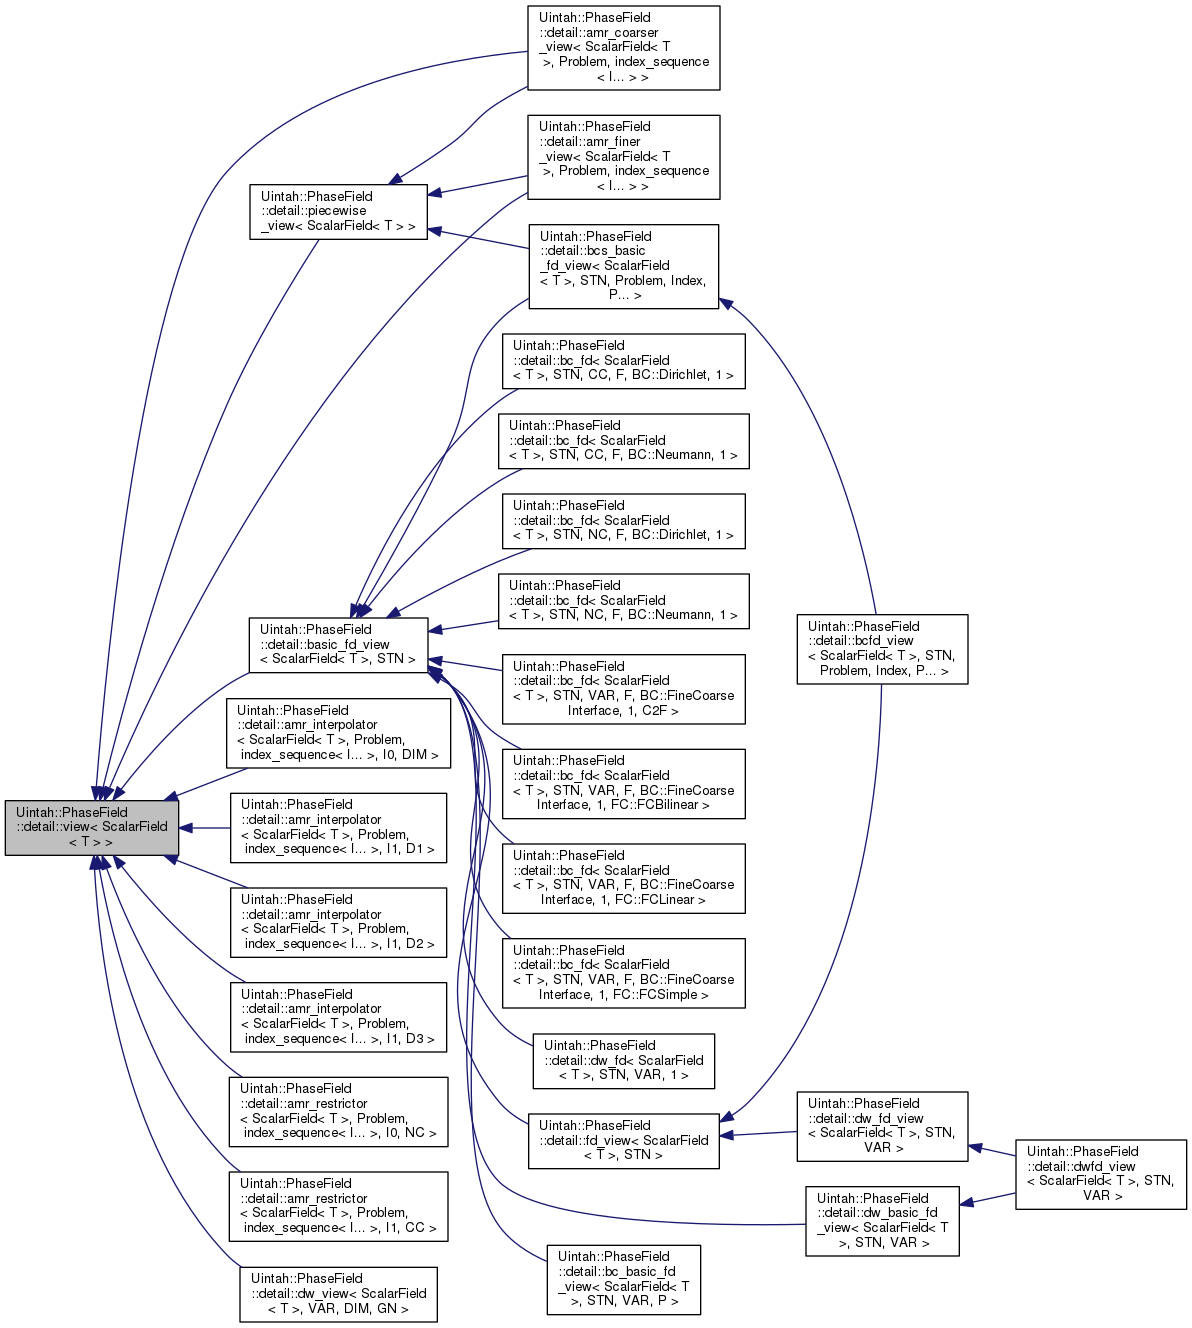 Uintah::PhaseField
::detail::amr_coarser
_view< ScalarField< T
>, Problem, index_sequence
< I... > >
Uintah::PhaseField
::detail::amr_finer
_view< ScalarField< T
>, Problem, index_sequence
< I... > >
Uintah::PhaseField
::detail::piecewise
_view< ScalarField< T > >
Uintah::PhaseField
::detail::bcs_basic
_fd_view< ScalarField
< T >, STN, Problem, Index,
P... >
Uintah::PhaseField
::detail::bc_fd< ScalarField
< T >, STN, CC, F, BC::Dirichlet, 1 >
Uintah::PhaseField
::detail::bc_fd< ScalarField
< T >, STN, CC, F, BC::Neumann, 1 >
Uintah::PhaseField
::detail::bc_fd< ScalarField
< T >, STN, NC, F, BC::Dirichlet, 1 >
Uintah::PhaseField
::detail::bc_fd< ScalarField
< T >, STN, NC, F, BC::Neumann, 1 >
Uintah::PhaseField
::detail::basic_fd_view
< ScalarField< T >, STN >
Uintah::PhaseField
::detail::bcfd_view
< ScalarField< T >, STN,
Problem, Index, P... >
Uintah::PhaseField
::detail::bc_fd< ScalarField
< T >, STN, VAR, F, BC::FineCoarse
Interface, 1, C2F >
Uintah::PhaseField
::detail::amr_interpolator
< ScalarField< T >, Problem,
index_sequence< I... >, I0, DIM >
Uintah::PhaseField
::detail::bc_fd< ScalarField
< T >, STN, VAR, F, BC::FineCoarse
Interface, 1, FC::FCBilinear >
Uintah::PhaseField
::detail::view< ScalarField
< T > >
Uintah::PhaseField
::detail::amr_interpolator
< ScalarField< T >, Problem,
index_sequence< I... >, I1, D1 >
Uintah::PhaseField
::detail::bc_fd< ScalarField
< T >, STN, VAR, F, BC::FineCoarse
Interface, 1, FC::FCLinear >
Uintah::PhaseField
::detail::amr_interpolator
< ScalarField< T >, Problem,
index_sequence< I... >, I1, D2 >
Uintah::PhaseField
::detail::bc_fd< ScalarField
< T >, STN, VAR, F, BC::FineCoarse
Interface, 1, FC::FCSimple >
Uintah::PhaseField
::detail::amr_interpolator
< ScalarField< T >, Problem,
index_sequence< I... >, I1, D3 >
Uintah::PhaseField
::detail::dw_fd< ScalarField
< T >, STN, VAR, 1 >
Uintah::PhaseField
::detail::amr_restrictor
< ScalarField< T >, Problem,
index_sequence< I... >, I0, NC >
Uintah::PhaseField
::detail::fd_view< ScalarField
< T >, STN >
Uintah::PhaseField
::detail::dw_fd_view
< ScalarField< T >, STN,
VAR >
Uintah::PhaseField
::detail::dwfd_view
< ScalarField< T >, STN,
VAR >
Uintah::PhaseField
::detail::amr_restrictor
< ScalarField< T >, Problem,
index_sequence< I... >, I1, CC >
Uintah::PhaseField
::detail::dw_basic_fd
_view< ScalarField< T
>, STN, VAR >
Uintah::PhaseField
::detail::bc_basic_fd
_view< ScalarField< T
>, STN, VAR, P >
Uintah::PhaseField
::detail::dw_view< ScalarField
< T >, VAR, DIM, GN >